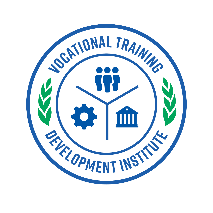 VOCATIONAL TRAINING
DEVELOPMENT INSTITUTE